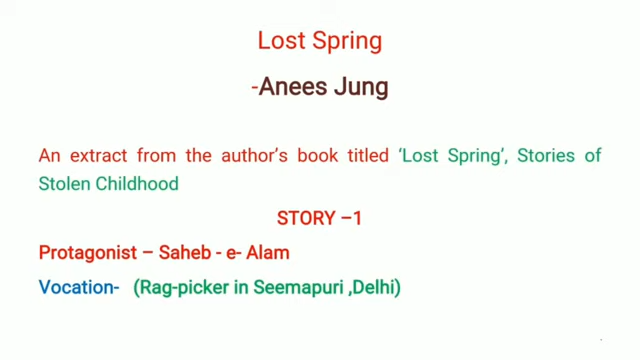 Lost Spring
-Anees Jung
An extract from the author's book titled 'Lost Spring', Stories of
Stolen Childhood
STORY –1
Protagonist – Saheb - e- Alam
Vocation- (Rag-picker in Seemapuri ,Delhi)